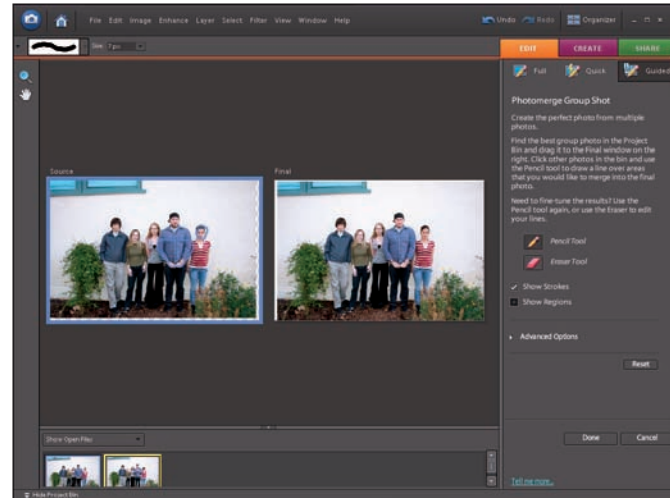 File Edit Image Enhance Layer Select Filter View Window Help
Undo Redo Organizer
Size: 7 px
EDIT CREATE SHARE
Full Quick Guided
Photomerge Group Shot
Create the perfect photo from multiple
photos.
Find the best group photo in the Project
Bin and drag it to the Final window on the
right. Click other photos in the bin and use
the Pencil tool to draw a line over areas
that you would like to merge into the final
photo.
Need to fine-tune the results? Use the
Pencil tool again, or use the Eraser to edit
your lines.
Pencil Tool
Eraser Tool
Show Strokes
Show Regions
Advanced Options
Reset
Source
Final
Show Open Files
Done Cancel
Tell me more...
Hide Project Bin